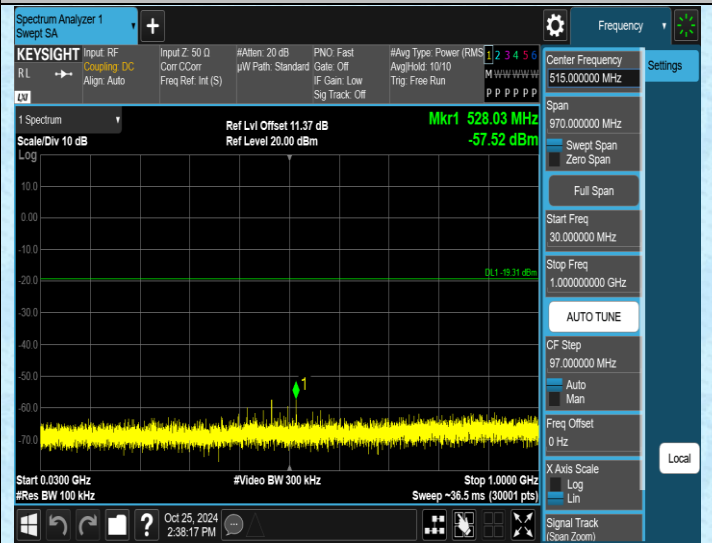 Spectrum Analyzer 1
Swept SA
+
Frequency
KEYSIGHT
RL
LXI
Input: RF
Coupling: DC
Align: Auto
Input Z: 50 Ω
Corr CCorr
Freq Ref: Int (S)
#Atten: 20 dB
µW Path: Standard
PNO: Fast
Gate: Off
IF Gain: Low
Sig Track: Off
#Avg Type: Power (RMS
Avg|Hold: 10/10
Trig: Free Run
1 2 3 4 5 6
M W W W W W
P P P P P P
Center Frequency
515.000000 MHz
Settings
Span
970.000000 MHz
Swept Span
Zero Span
Full Span
Start Freq
30.000000 MHz
Stop Freq
1.000000000 GHz
AUTO TUNE
CF Step
97.000000 MHz
Auto
Man
Freq Offset
0 Hz
X Axis Scale
Log
Lin
Signal Track
(Span Zoom)
Local
1 Spectrum
Scale/Div 10 dB
Log
Ref Lvl Offset 11.37 dB
Ref Level 20.00 dBm
Mkr1 528.03 MHz
-57.52 dBm
10.0
0.00
-10.0
-20.0
DL1 -19.31 dBm
-30.0
-40.0
-50.0
1
-60.0
-70.0
Start 0.0300 GHz
#Video BW 300 kHz
Stop 1.0000 GHz
#Res BW 100 kHz
Sweep ~36.5 ms (30001 pts)
?
Oct 25, 2024
2:38:17 PM